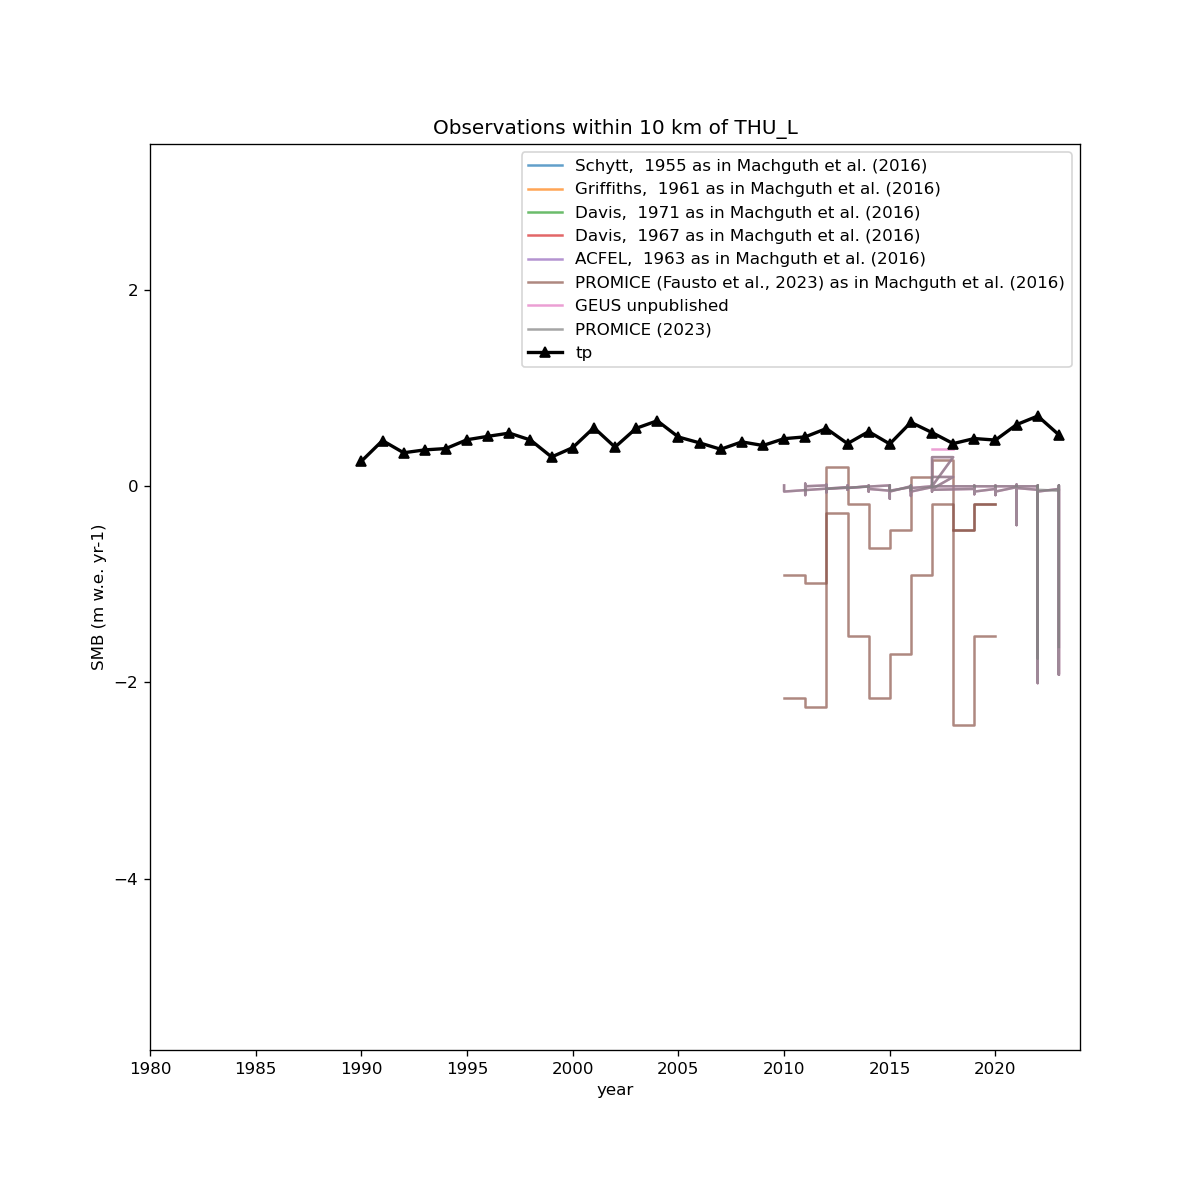 Observations within 10 km of THU_L
Schytt,  1955 as in Machguth et al. (2016)
Griffiths,  1961 as in Machguth et al. (2016)
Davis,  1971 as in Machguth et al. (2016)
Davis,  1967 as in Machguth et al. (2016)
ACFEL,  1963 as in Machguth et al. (2016)
PROMICE (Fausto et al., 2023) as in Machguth et al. (2016)
GEUS unpublished
PROMICE (2023)
tp
2
0
−2
−4
SMB (m w.e. yr-1)
1980 1985 1990 1995 2000 2005 2010 2015 2020
year